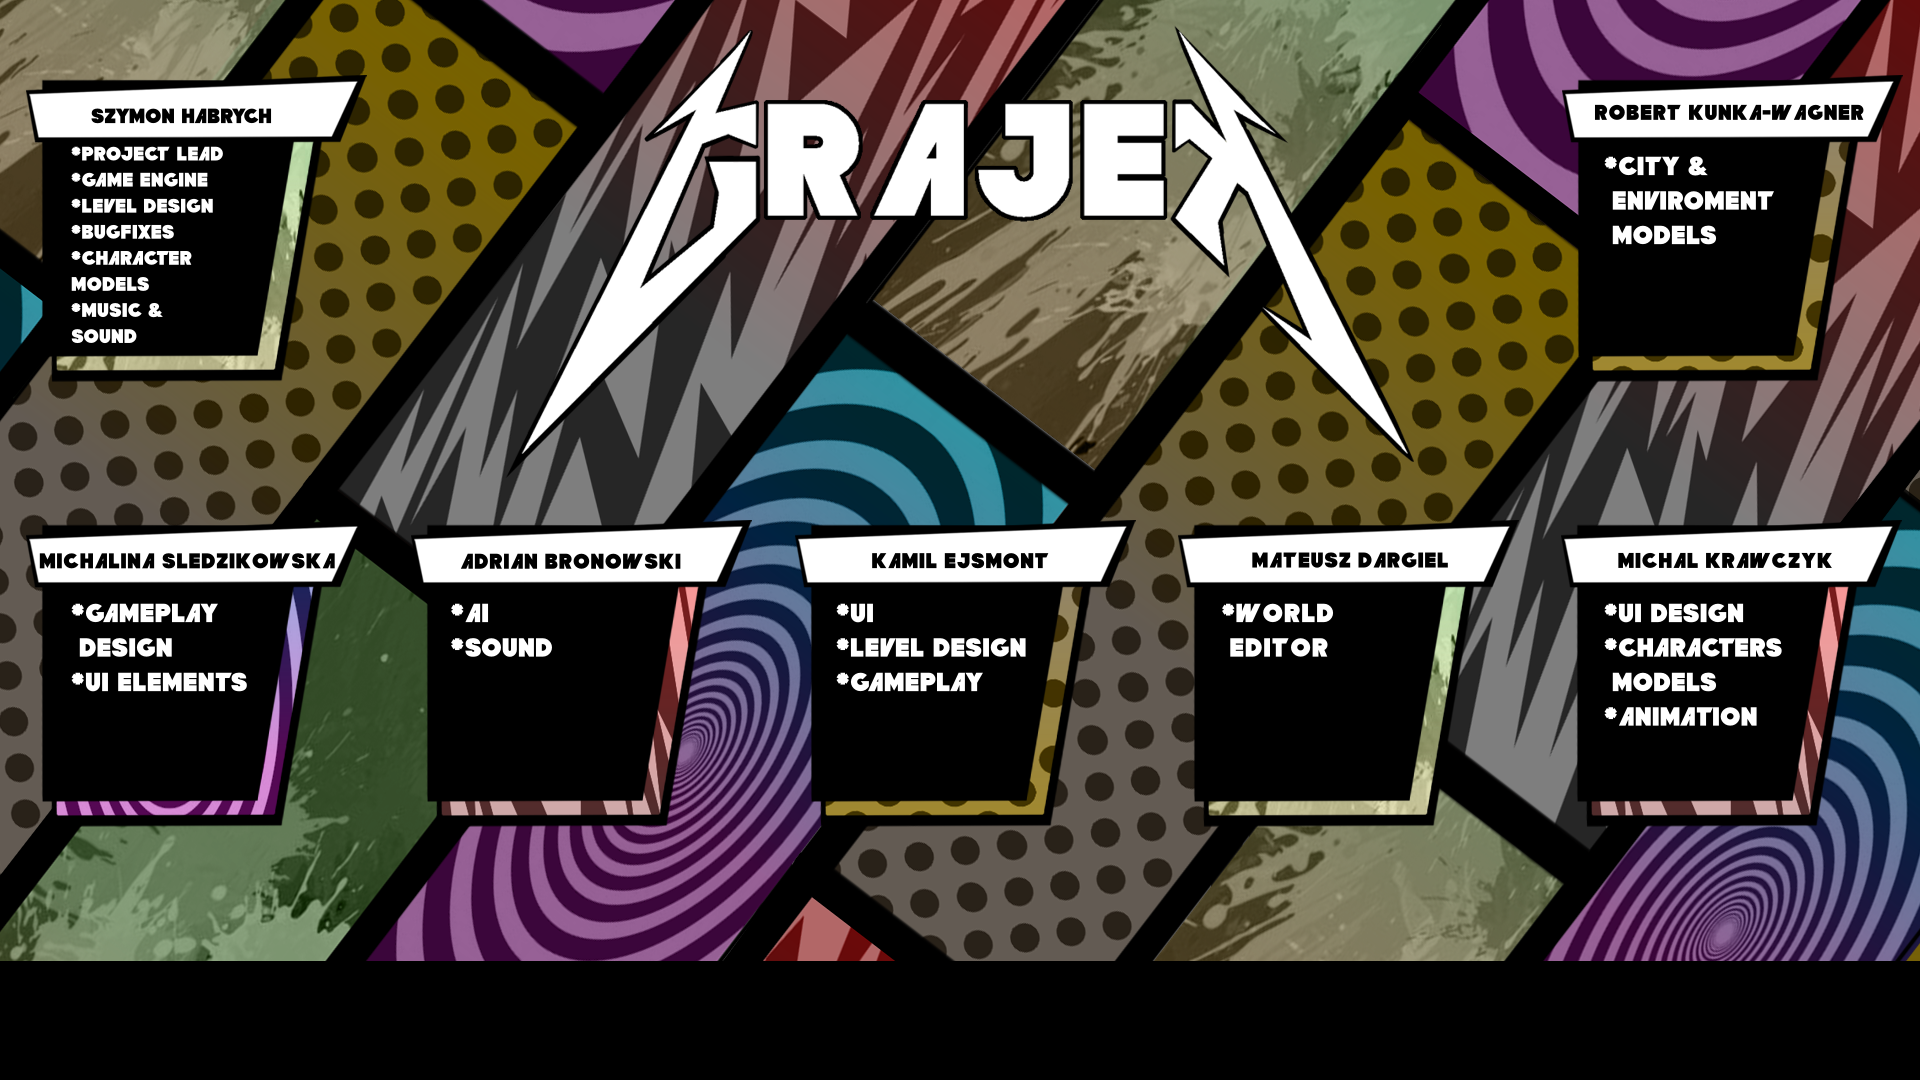 GRAJEK
SZYMON HABRYCH
*PROJECT LEAD
*GAME ENGINE
*LEVEL DESIGN
*BUGFIXES
*CHARACTER
MODELS
*MUSIC &
SOUND
ROBERT KUNKA-WAGNER
*CITY &
ENVIROMENT
MODELS
MICHALINA SLEDZIKOWSKA
*GAMEPLAY
DESIGN
*UI ELEMENTS
ADRIAN BRONOWSKI
*AI
*SOUND
KAMIL EJSMONT
*UI
*LEVEL DESIGN
*GAMEPLAY
MATEUSZ DARGIEL
*WORLD
EDITOR
MICHAL KRAWCZYK
*UI DESIGN
*CHARACTERS
MODELS
*ANIMATION